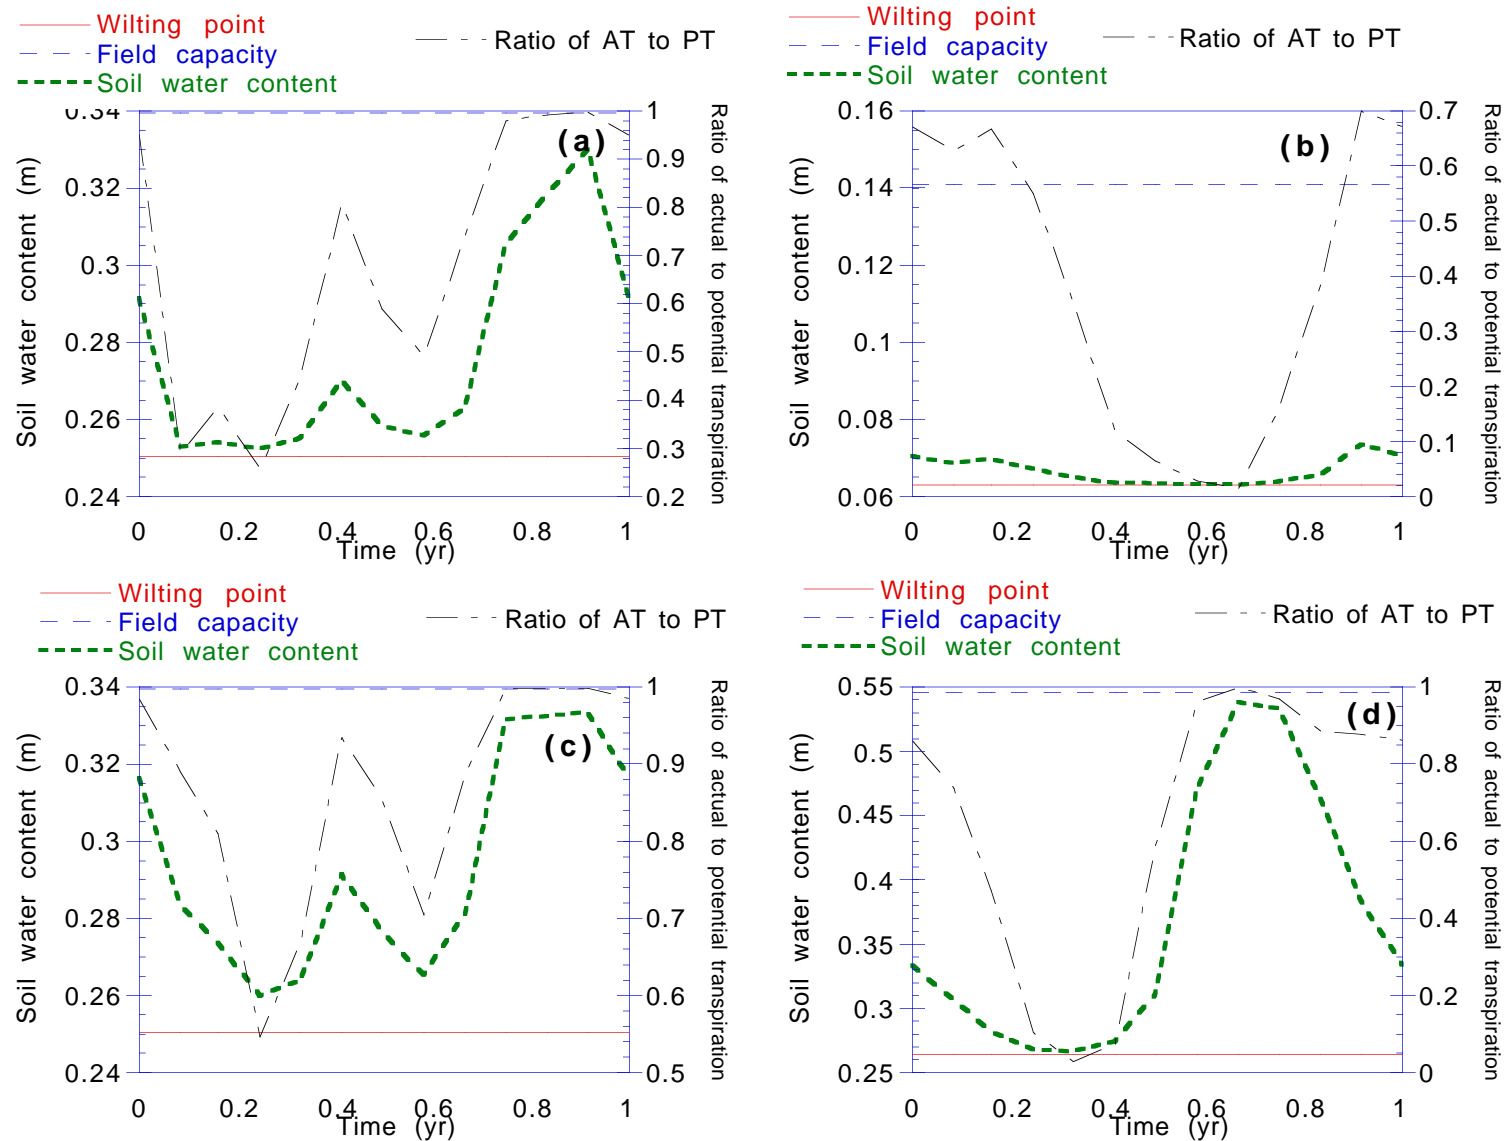 Wilting point
Field capacity
Soil water content
Ratio of AT to PT
(a)
Soil water content (m)
0.34
0.32
0.3
0.28
0.26
0.24
0 0.2 0.4 0.6 0.8 1
Time (yr)
1
0.9
0.8
0.7
0.6
0.5
0.4
0.3
0.2
Ratio of actual to potential transpiration
Wilting point
Field capacity
Soil water content
Ratio of AT to PT
(b)
Soil water content (m)
0.16
0.14
0.12
0.1
0.08
0.06
0 0.2 0.4 0.6 0.8 1
Time (yr)
0.7
0.6
0.5
0.4
0.3
0.2
0.1
0
Ratio of actual to potential transpiration
Wilting point
Field capacity
Soil water content
Ratio of AT to PT
(c)
Soil water content (m)
0.34
0.32
0.3
0.28
0.26
0.24
0 0.2 0.4 0.6 0.8 1
Time (yr)
1
0.9
0.8
0.7
0.6
0.5
Ratio of actual to potential transpiration
Wilting point
Field capacity
Soil water content
Ratio of AT to PT
(d)
Soil water content (m)
0.55
0.5
0.45
0.4
0.35
0.3
0.25
0 0.2 0.4 0.6 0.8 1
Time (yr)
1
0.8
0.6
0.4
0.2
0
Ratio of actual to potential transpiration